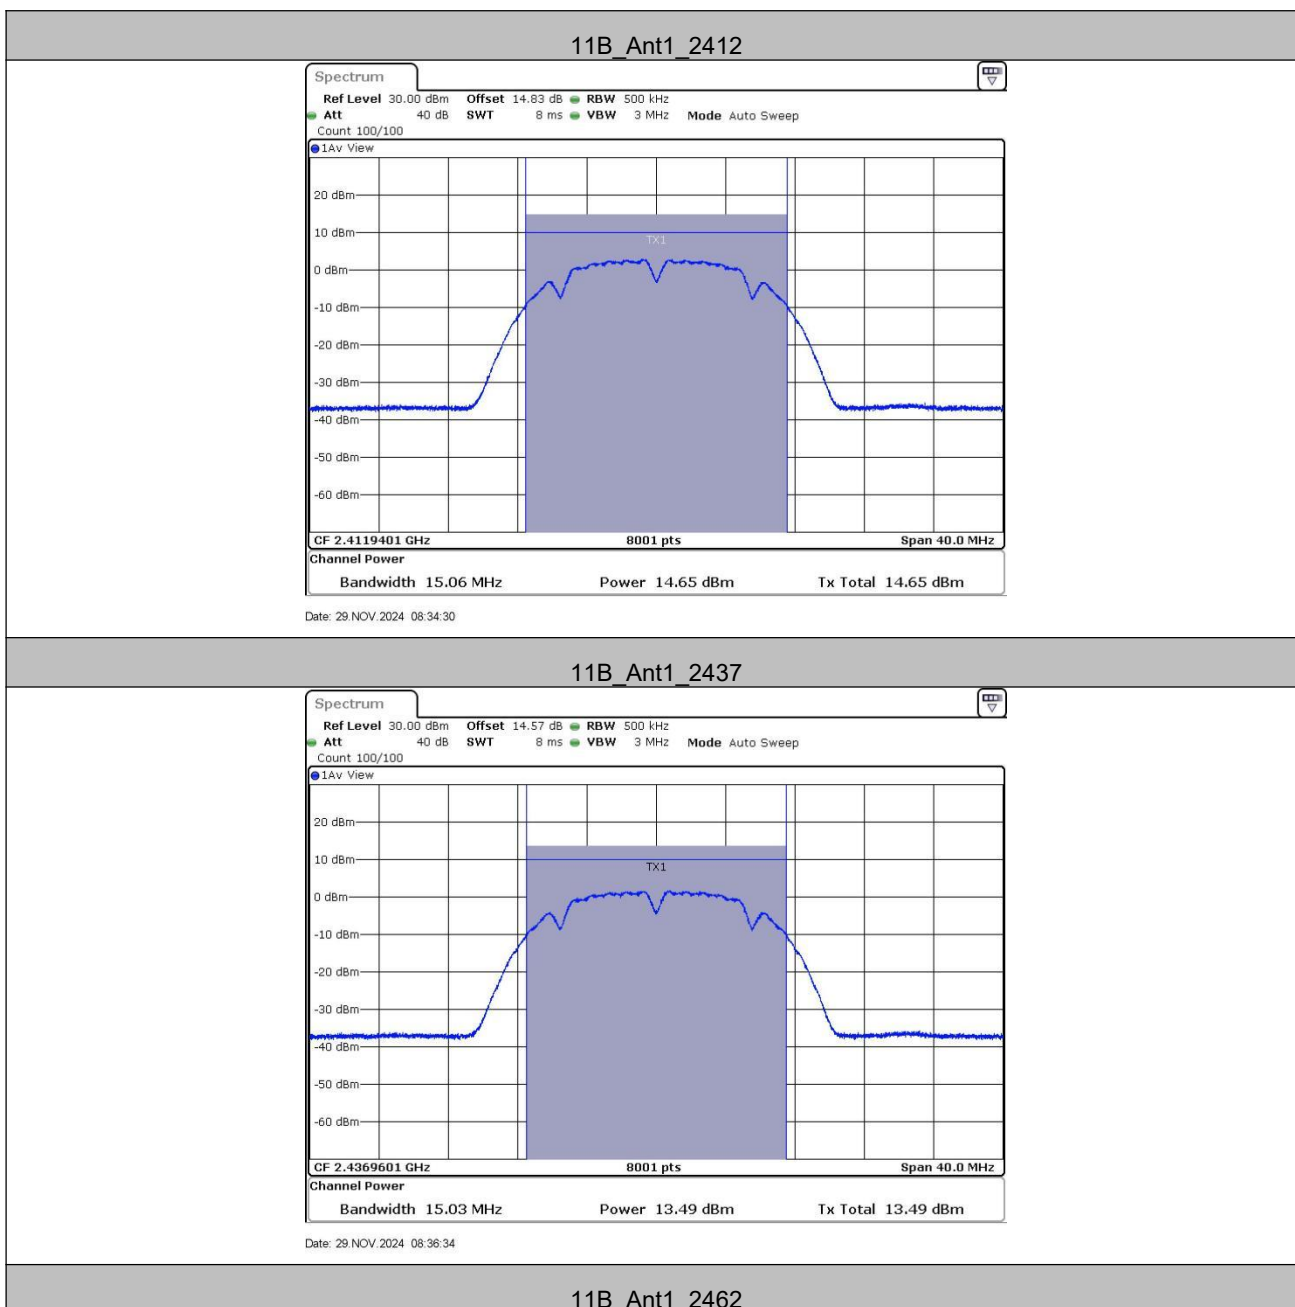 11B_Ant1_2412
Spectrum
Ref Level 30.00 dBm Offset 14.83 dB RBW 500 kHz
Att 40 dB SWT 8 ms VBW 3 MHz Mode Auto Sweep
Count 100/100
1Av View
20 dBm
10 dBm
TX1
0 dBm
-10 dBm
-20 dBm
-30 dBm
-40 dBm
-50 dBm
-60 dBm
CF 2.4119401 GHz 8001 pts Span 40.0 MHz
Channel Power
Bandwidth 15.06 MHz Power 14.65 dBm Tx Total 14.65 dBm
Date: 29.NOV.2024 08:34:30
11B_Ant1_2437
Spectrum
Ref Level 30.00 dBm Offset 14.57 dB RBW 500 kHz
Att 40 dB SWT 8 ms VBW 3 MHz Mode Auto Sweep
Count 100/100
1Av View
20 dBm
10 dBm
TX1
0 dBm
-10 dBm
-20 dBm
-30 dBm
-40 dBm
-50 dBm
-60 dBm
CF 2.4369601 GHz 8001 pts Span 40.0 MHz
Channel Power
Bandwidth 15.03 MHz Power 13.49 dBm Tx Total 13.49 dBm
Date: 29.NOV.2024 08:36:34
11B_Ant1_2462